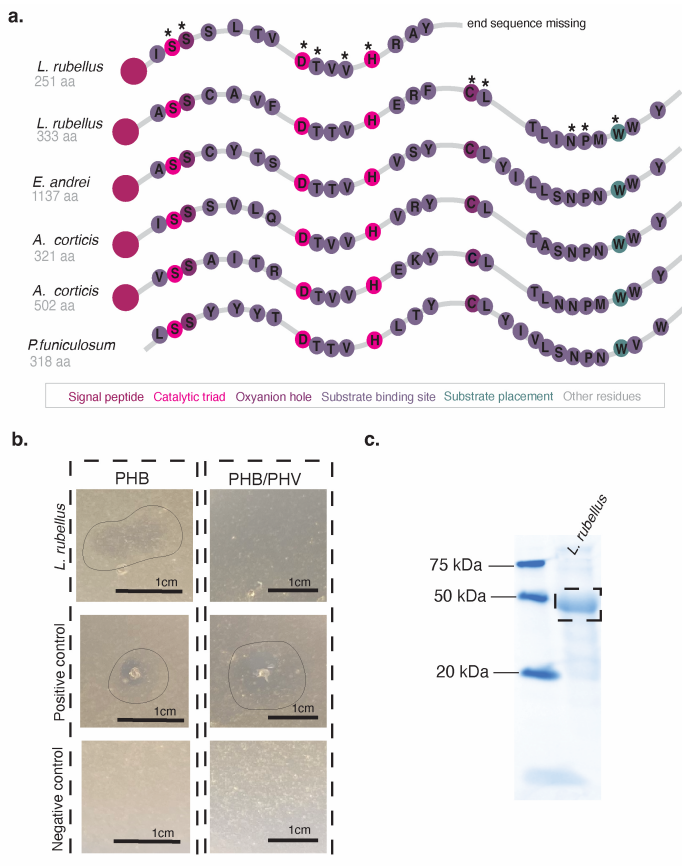 a.
* * * * * * end sequence missing
I S S S L T V D T V V H R A Y
L. rubellus
251 aa
* * * * *
A S S C A V F D T T V H E R F C L T L I N P M W W Y
L. rubellus
333 aa
A S S C Y T S D T T V H V S Y C L Y I L L S N P N W W Y
E. andrei
1137 aa
I S S S V L Q D T V V H V R Y C L T A S N P N W W Y
A. corticis
321 aa
V S S A I T R D T V V H E K Y C L T L N N P M W W Y
A. corticis
502 aa
L S S Y Y Y T D T T V H L T Y C L Y I V L S N P N W V W
P.funiculosum
318 aa
Signal peptide Catalytic triad Oxyanion hole Substrate binding site Substrate placement Other residues
b.
PHB PHB/PHV
L. rubellus
1cm 1cm
Positive control
1cm 1cm
Negative control
1cm 1cm
c.
L. rubellus
75 kDa
50 kDa
20 kDa